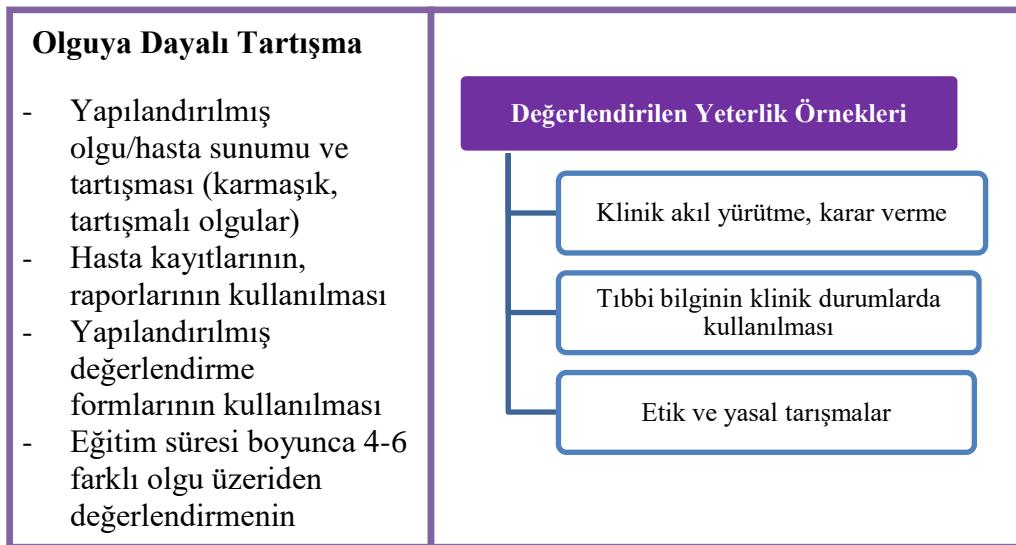 Olguya Dayalı Tartışma
- Yapılandırılmış
olgu/hasta sunumu ve
tartışması (karmaşık,
tartışmalı olgular)
- Hasta kayıtlarının,
raporlarının kullanılması
- Yapılandırılmış
değerlendirme
formlarının kullanılması
- Eğitim süresi boyunca 4-6
farklı olgu üzeriden
değerlendirmenin
Değerlendirilen Yeterlik Örnekleri
Klinik akıl yürütme, karar verme
Tıbbi bilginin klinik durumlarda
kullanılması
Etik ve yasal tarışmalar